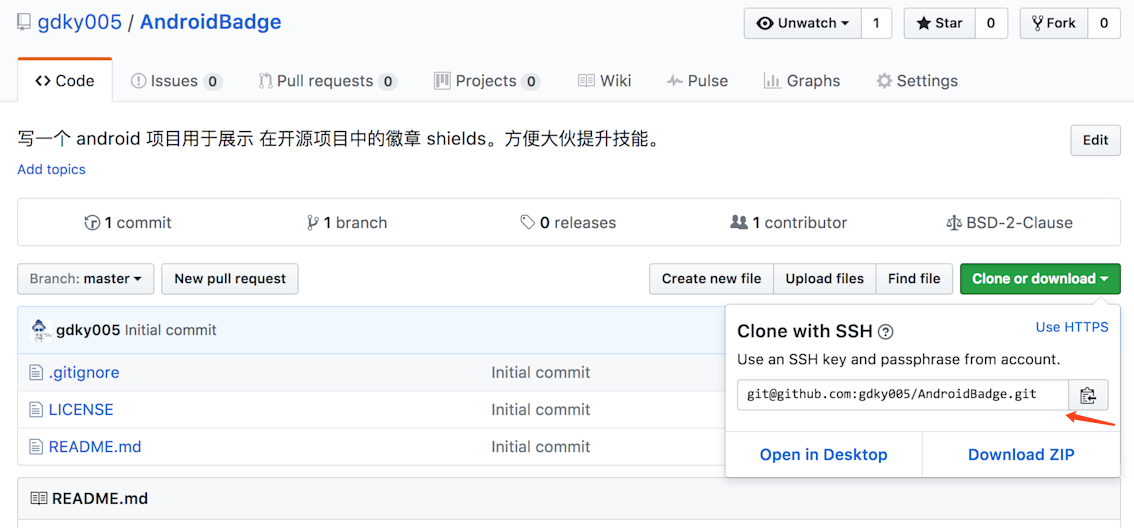 gdky005 / AndroidBadge
Unwatch 1 Star 0 Fork 0
Code Issues 0 Pull requests 0 Projects 0 Wiki Pulse Graphs Settings
写一个 android 项目用于展示 在开源项目中的徽章 shields。方便大伙提升技能。
Edit
Add topics
1 commit 1 branch 0 releases 1 contributor BSD-2-Clause
Branch: master New pull request Create new file Upload files Find file Clone or download
gdky005 Initial commit
.gitignore Initial commit
LICENSE Initial commit
README.md Initial commit
Clone with SSH Use HTTPS
Use an SSH key and passphrase from account.
git@github.com:gdky005/AndroidBadge.git
Open in Desktop Download ZIP
README.md